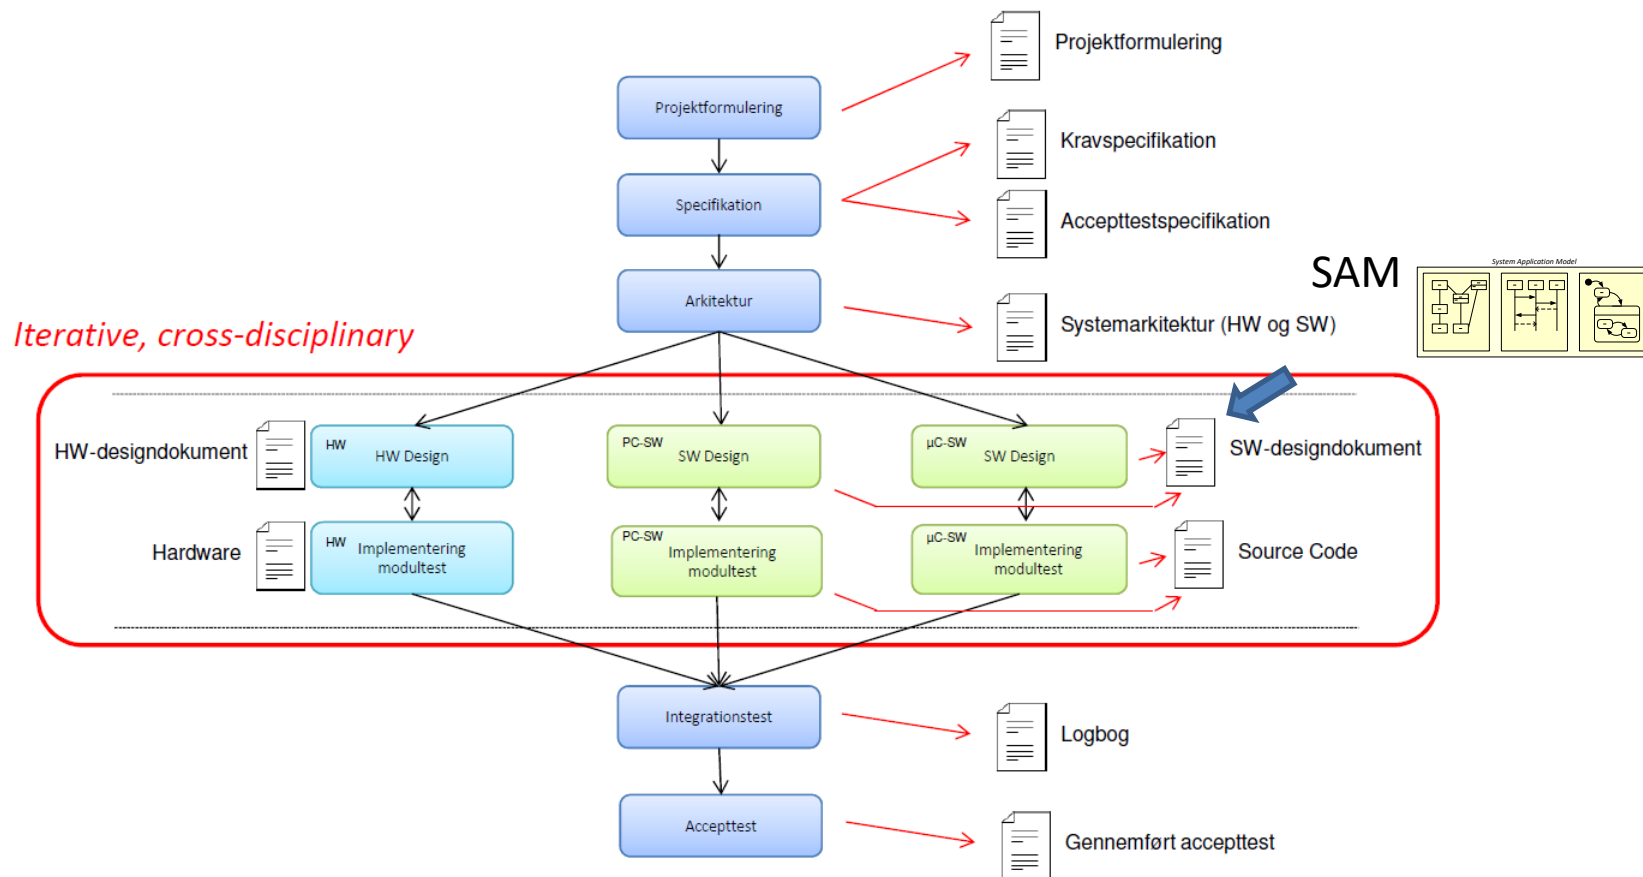 Projektformulering
Projektformulering
Kravspecifikation
Specifikation
Accepttestspecifikation
SAM
System Application Model
Arkitektur
Systemarkitektur (HW og SW)
Iterative, cross-disciplinary
HW-designdokument
HW
HW Design
PC-SW
SW Design
µC-SW
SW Design
SW-designdokument
Hardware
HW
Implementering
modultest
PC-SW
Implementering
modultest
µC-SW
Implementering
modultest
Source Code
Integrationstest
Logbog
Accepttest
Gennemført accepttest